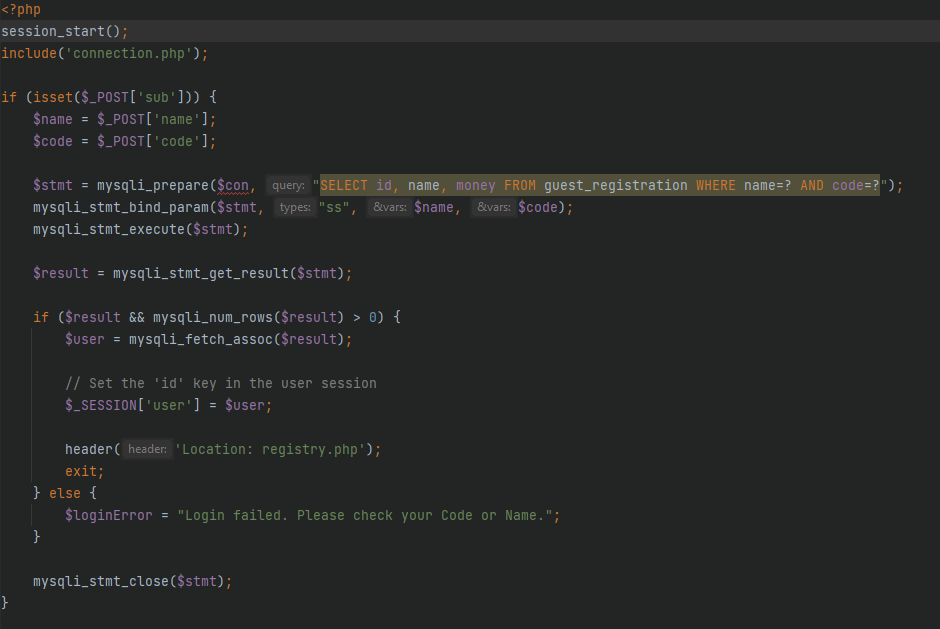 <?php
session_start();
include('connection.php');

if (isset($_POST['sub'])) {
    $name = $_POST['name'];
    $code = $_POST['code'];

    $stmt = mysqli_prepare($con, query: "SELECT id, name, money FROM guest_registration WHERE name=? AND code=?");
    mysqli_stmt_bind_param($stmt, types: "ss", &vars: $name, &vars: $code);
    mysqli_stmt_execute($stmt);

    $result = mysqli_stmt_get_result($stmt);

    if ($result && mysqli_num_rows($result) > 0) {
        $user = mysqli_fetch_assoc($result);

        // Set the 'id' key in the user session
        $_SESSION['user'] = $user;

        header( header: 'Location: registry.php');
        exit;
    } else {
        $loginError = "Login failed. Please check your Code or Name.";
    }

    mysqli_stmt_close($stmt);
}